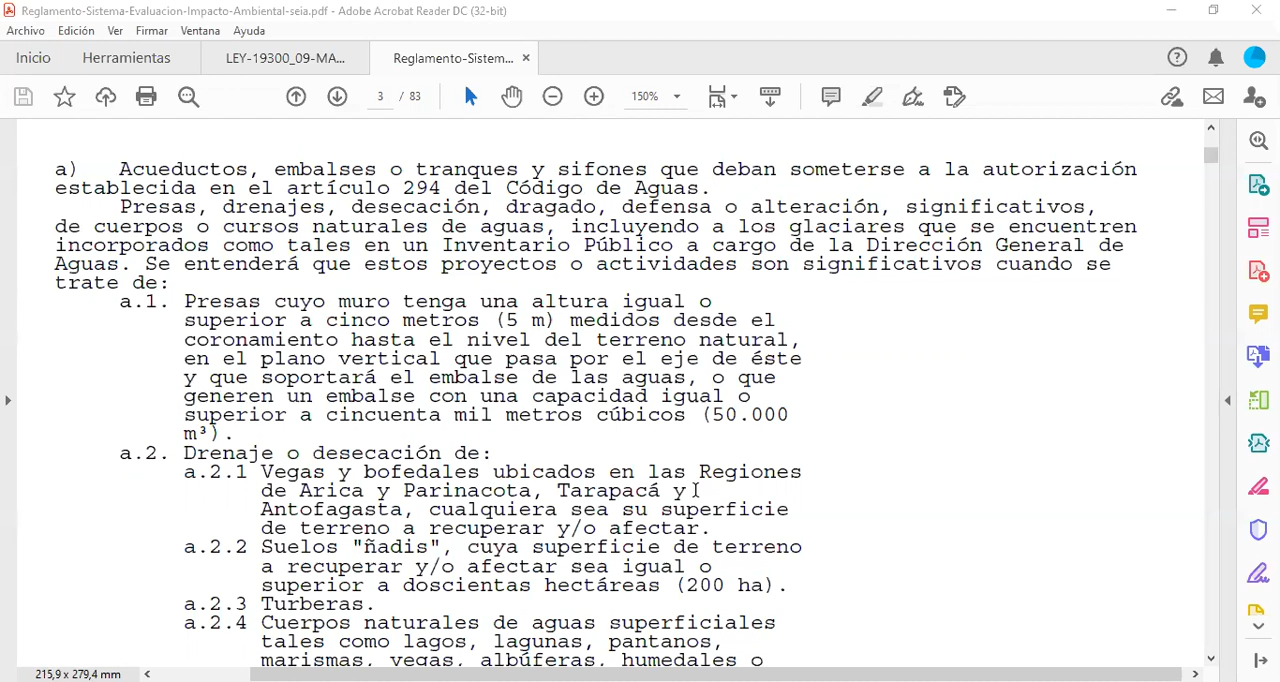 Reglamento-Sistema-Evaluacion-Impacto-Ambiental-seia.pdf - Adobe Acrobat Reader DC (32-bit)
Archivo Edición Ver Firmar Ventana Ayuda
Inicio Herramientas LEY-19300_09-MA... Reglamento-Sistem... ×
3 / 83 150%
a) Acueductos, embalses o tranques y sifones que deban someterse a la autorización
establecida en el artículo 294 del Código de Aguas.
Presas, drenajes, desecación, dragado, defensa o alteración, significativos,
de cuerpos o cursos naturales de aguas, incluyendo a los glaciares que se encuentren
incorporados como tales en un Inventario Público a cargo de la Dirección General de
Aguas. Se entenderá que estos proyectos o actividades son significativos cuando se
trate de:
a.1. Presas cuyo muro tenga una altura igual o
superior a cinco metros (5 m) medidos desde el
coronamiento hasta el nivel del terreno natural,
en el plano vertical que pasa por el eje de éste
y que soportará el embalse de las aguas, o que
generen un embalse con una capacidad igual o
superior a cincuenta mil metros cúbicos (50.000
m³).
a.2. Drenaje o desecación de:
a.2.1 Vegas y bofedales ubicados en las Regiones
de Arica y Parinacota, Tarapacá y
Antofagasta, cualquiera sea su superficie
de terreno a recuperar y/o afectar.
a.2.2 Suelos "ñadis", cuya superficie de terreno
a recuperar y/o afectar sea igual o
superior a doscientas hectáreas (200 ha).
a.2.3 Turberas.
a.2.4 Cuerpos naturales de aguas superficiales
tales como lagos, lagunas, pantanos,
marismas, vegas, albúferas, humedales o
215,9 x 279,4 mm